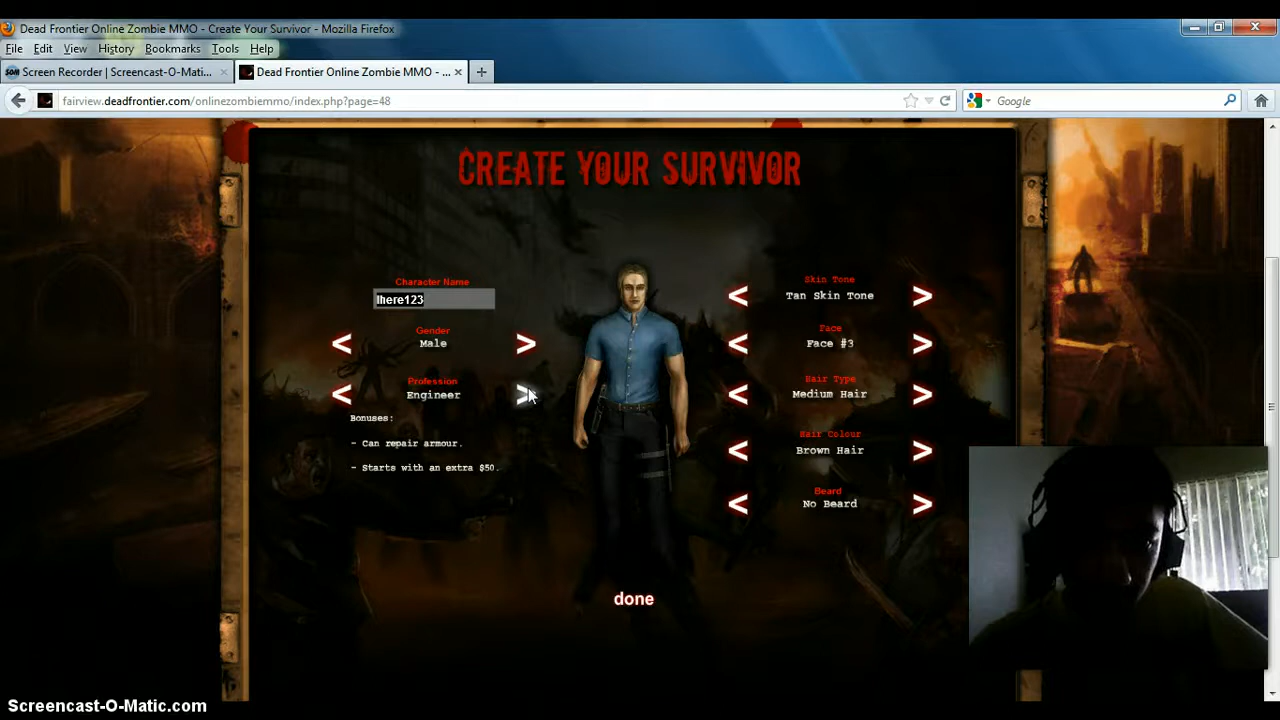 Dead Frontier Online Zombie MMO - Create Your Survivor - Mozilla Firefox
File Edit View History Bookmarks Tools Help
SOM Screen Recorder | Screencast-O-Mati... × Dead Frontier Online Zombie MMO - ... × +
fairview.deadfrontier.com/onlinezombiemmo/index.php?page=48 Google
CREATE YOUR SURVIVOR
Character Name
lhere123
Gender
< Male >
Profession
< Engineer >
Bonuses:
- Can repair armour.
- Starts with an extra $50.
Skin Tone
< Tan Skin Tone >
Face
< Face #3 >
Hair Type
< Medium Hair >
Hair Colour
< Brown Hair >
Beard
< No Beard >
done
Screencast-O-Matic.com